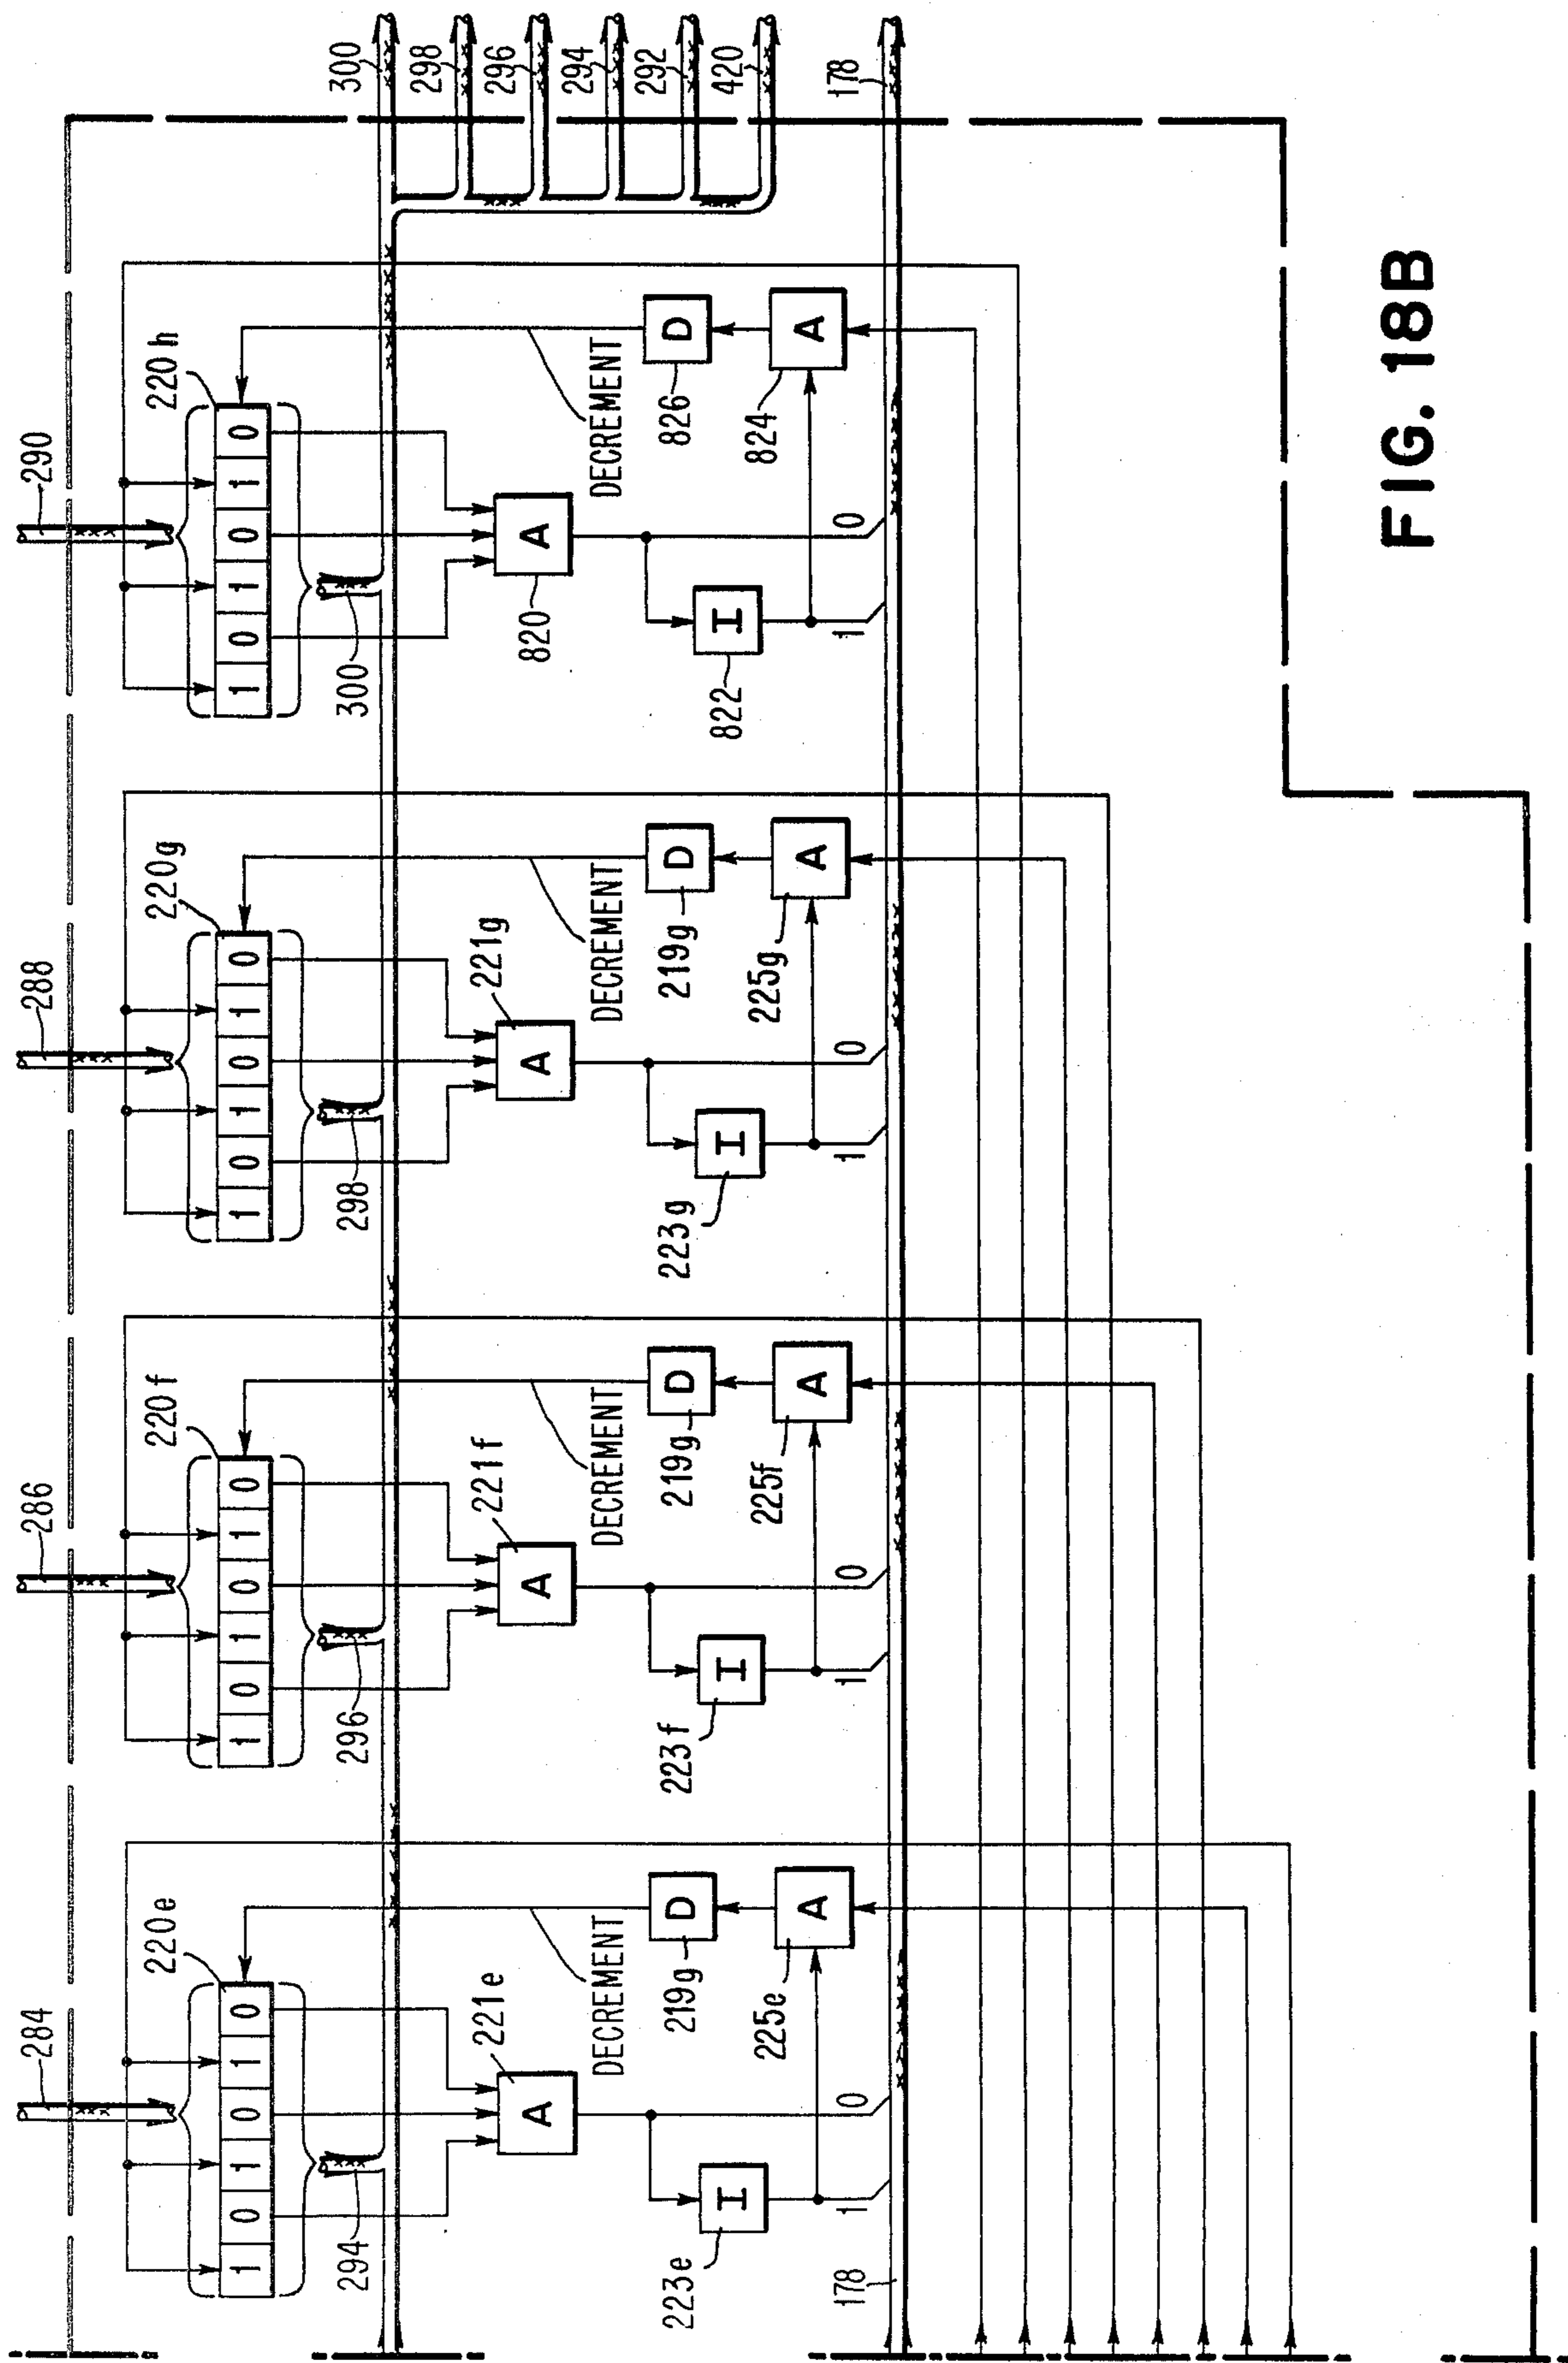 284
286
288
290
220e
220f
220g
220h
1 0 1 0 1 0
1 0 1 0 1 0
1 0 1 0 1 0
1 0 1 0 1 0
294
296
298
300
300
298
296
294
292
420
178
221e
A
221f
A
221g
A
820
A
DECREMENT
DECREMENT
DECREMENT
DECREMENT
223e
I
219g
D
223f
I
219g
D
223g
I
219g
D
822
I
826
D
225e
A
225f
A
225g
A
824
A
178
1 0
1 0
1 0
1 0
FIG. 18B